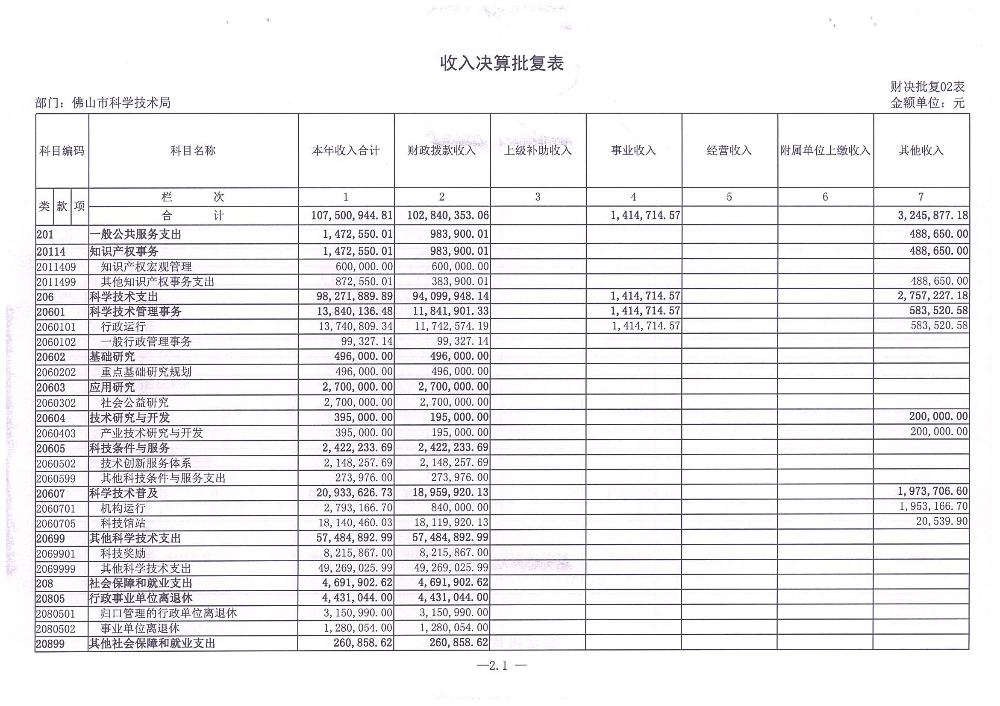 收入决算批复表
财决批复02表
部门：佛山市科学技术局 金额单位：元
科目编码 科目名称 本年收入合计 财政拨款收入 上级补助收入 事业收入 经营收入 附属单位上缴收入 其他收入
类 款 项 栏 次 1 2 3 4 5 6 7
合 计 107,500,944.81 102,840,353.06 1,414,714.57 3,245,877.18
201 一般公共服务支出 1,472,550.01 983,900.01 488,650.00
20114 知识产权事务 1,472,550.01 983,900.01 488,650.00
2011409 知识产权宏观管理 600,000.00 600,000.00
2011499 其他知识产权事务支出 872,550.01 383,900.01 488,650.00
206 科学技术支出 98,271,889.89 94,099,948.14 1,414,714.57 2,757,227.18
20601 科学技术管理事务 13,840,136.48 11,841,901.33 1,414,714.57 583,520.58
2060101 行政运行 13,740,809.34 11,742,574.19 1,414,714.57 583,520.58
2060102 一般行政管理事务 99,327.14 99,327.14
20602 基础研究 496,000.00 496,000.00
2060202 重点基础研究规划 496,000.00 496,000.00
20603 应用研究 2,700,000.00 2,700,000.00
2060302 社会公益研究 2,700,000.00 2,700,000.00
20604 技术研究与开发 395,000.00 195,000.00 200,000.00
2060403 产业技术研究与开发 395,000.00 195,000.00 200,000.00
20605 科技条件与服务 2,422,233.69 2,422,233.69
2060502 技术创新服务体系 2,148,257.69 2,148,257.69
2060599 其他科技条件与服务支出 273,976.00 273,976.00
20607 科学技术普及 20,933,626.73 18,959,920.13 1,973,706.60
2060701 机构运行 2,793,166.70 840,000.00 1,953,166.70
2060705 科技馆站 18,140,460.03 18,119,920.13 20,539.90
20699 其他科学技术支出 57,484,892.99 57,484,892.99
2069901 科技奖励 8,215,867.00 8,215,867.00
2069999 其他科学技术支出 49,269,025.99 49,269,025.99
208 社会保障和就业支出 4,691,902.62 4,691,902.62
20805 行政事业单位离退休 4,431,044.00 4,431,044.00
2080501 归口管理的行政单位离退休 3,150,990.00 3,150,990.00
2080502 事业单位离退休 1,280,054.00 1,280,054.00
20899 其他社会保障和就业支出 260,858.62 260,858.62
—2.1 —